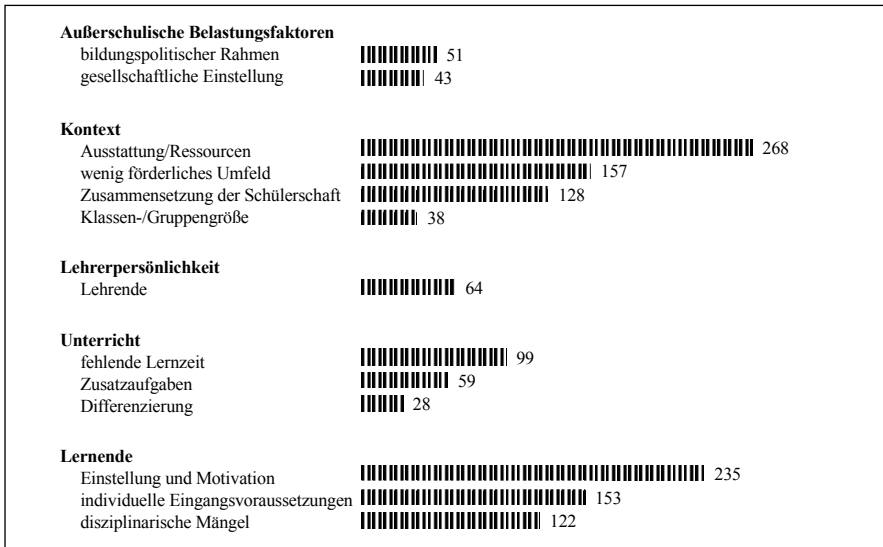 Außerschulische Belastungsfaktoren
bildungspolitischer Rahmen 51
gesellschaftliche Einstellung 43
Kontext
Ausstattung/Ressourcen 268
wenig förderliches Umfeld 157
Zusammensetzung der Schülerschaft 128
Klassen-/Gruppengröße 38
Lehrerpersönlichkeit
Lehrende 64
Unterricht
fehlende Lernzeit 99
Zusatzaufgaben 59
Differenzierung 28
Lernende
Einstellung und Motivation 235
individuelle Eingangsvoraussetzungen 153
disziplinarische Mängel 122